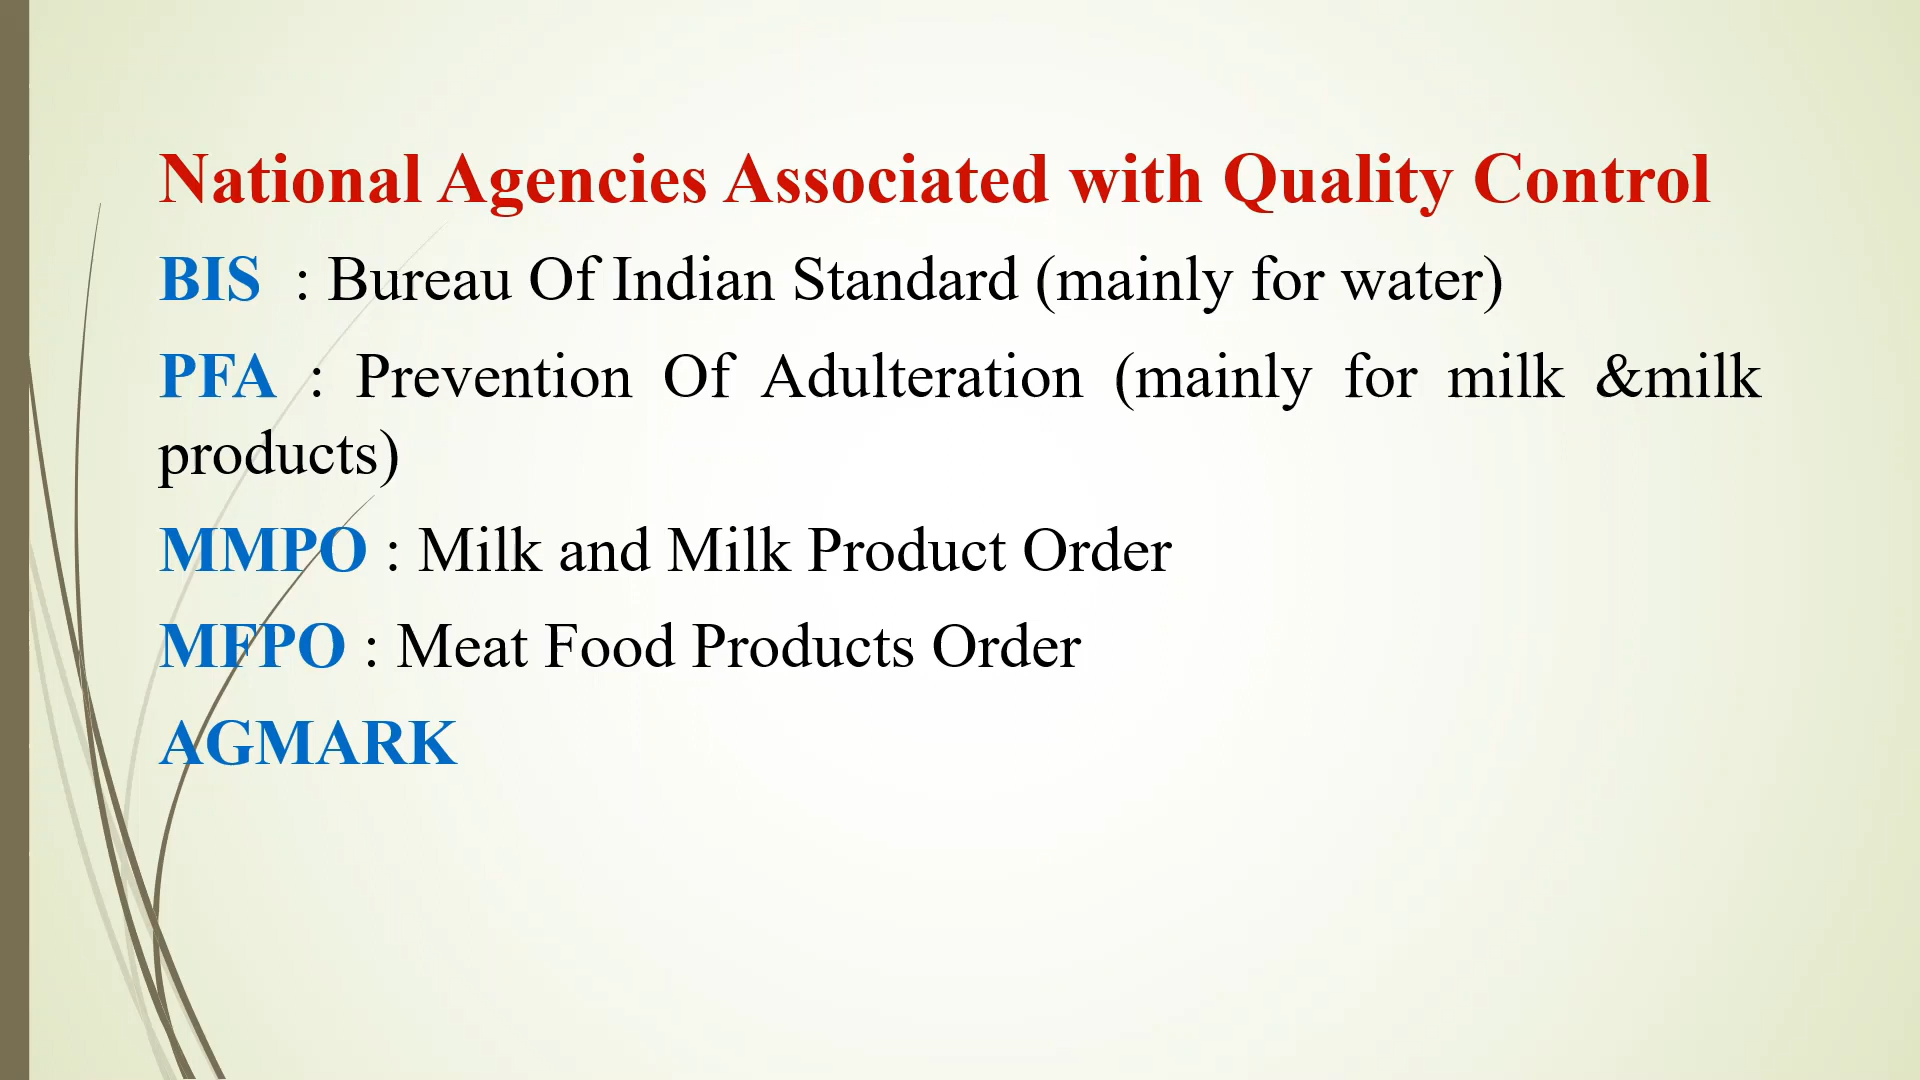 National Agencies Associated with Quality Control
BIS : Bureau Of Indian Standard (mainly for water)
PFA : Prevention Of Adulteration (mainly for milk &milk
products)
MMPO : Milk and Milk Product Order
MFPO : Meat Food Products Order
AGMARK